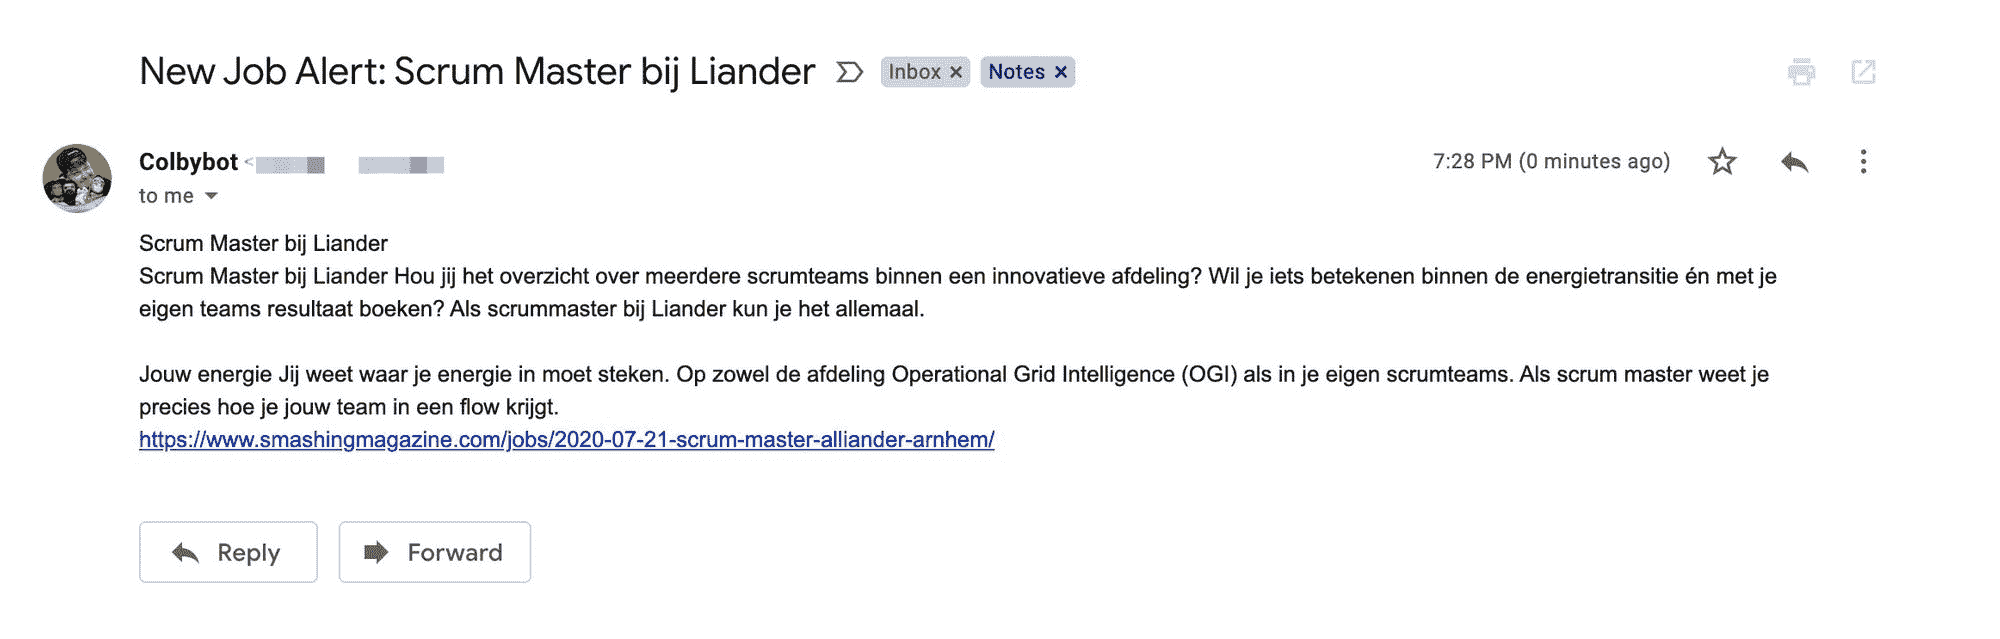 New Job Alert: Scrum Master bij Liander Inbox × Notes ×
Colbybot <
7:28 PM (0 minutes ago)
to me
Scrum Master bij Liander
Scrum Master bij Liander Hou jij het overzicht over meerdere scrumteams binnen een innovatieve afdeling? Wil je iets betekenen binnen de energietransitie én met je
eigen teams resultaat boeken? Als scrummaster bij Liander kun je het allemaal.
Jouw energie Jij weet waar je energie in moet steken. Op zowel de afdeling Operational Grid Intelligence (OGI) als in je eigen scrumteams. Als scrum master weet je
precies hoe je jouw team in een flow krijgt.
https://www.smashingmagazine.com/jobs/2020-07-21-scrum-master-alliander-arnhem/
Reply
Forward